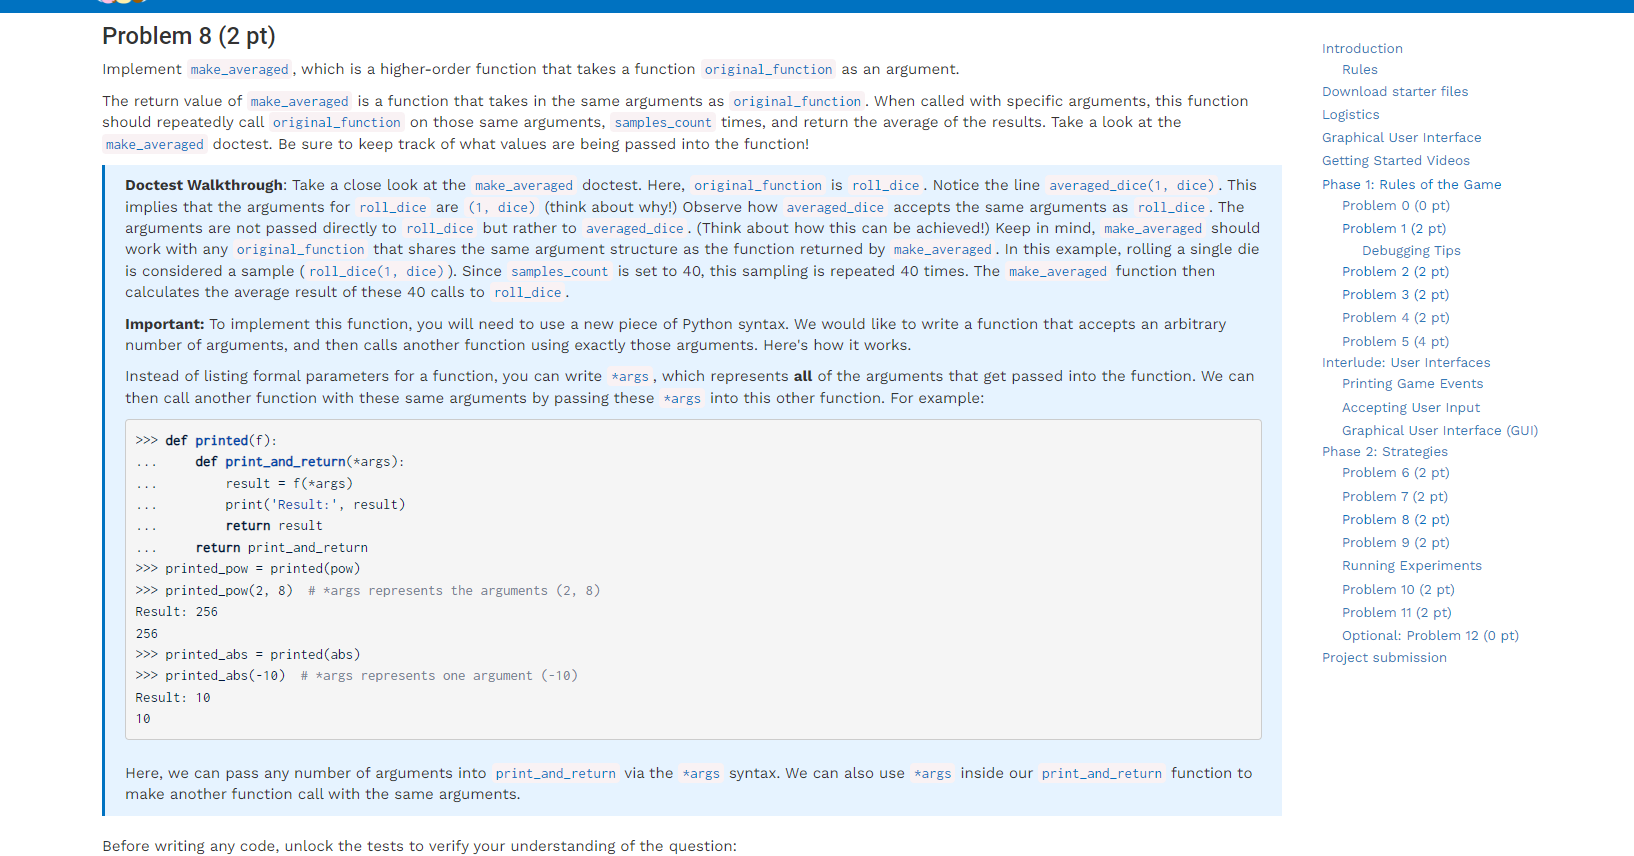 Problem 8 (2 pt)
Implement make_averaged, which is a higher-order function that takes a function original_function as an argument.
The return value of make_averaged is a function that takes in the same arguments as original_function. When called with specific arguments, this function
should repeatedly call original_function on those same arguments, samples_count times, and return the average of the results. Take a look at the
make_averaged doctest. Be sure to keep track of what values are being passed into the function!
Doctest Walkthrough: Take a close look at the make_averaged doctest. Here, original_function is roll_dice. Notice the line averaged_dice(1, dice). This
implies that the arguments for roll_dice are (1, dice) (think about why!) Observe how averaged_dice accepts the same arguments as roll_dice. The
arguments are not passed directly to roll_dice but rather to averaged_dice. (Think about how this can be achieved!) Keep in mind, make_averaged should
work with any original_function that shares the same argument structure as the function returned by make_averaged. In this example, rolling a single die
is considered a sample (roll_dice(1, dice)). Since samples_count is set to 40, this sampling is repeated 40 times. The make_averaged function then
calculates the average result of these 40 calls to roll_dice.
Important: To implement this function, you will need to use a new piece of Python syntax. We would like to write a function that accepts an arbitrary
number of arguments, and then calls another function using exactly those arguments. Here's how it works.
Instead of listing formal parameters for a function, you can write *args, which represents all of the arguments that get passed into the function. We can
then call another function with these same arguments by passing these *args into this other function. For example:
>>> def printed(f):
...     def print_and_return(*args):
...         result = f(*args)
...         print('Result:', result)
...         return result
...     return print_and_return
>>> printed_pow = printed(pow)
>>> printed_pow(2, 8)  # *args represents the arguments (2, 8)
Result: 256
256
>>> printed_abs = printed(abs)
>>> printed_abs(-10)  # *args represents one argument (-10)
Result: 10
10
Here, we can pass any number of arguments into print_and_return via the *args syntax. We can also use *args inside our print_and_return function to
make another function call with the same arguments.
Before writing any code, unlock the tests to verify your understanding of the question:
Introduction
Rules
Download starter files
Logistics
Graphical User Interface
Getting Started Videos
Phase 1: Rules of the Game
Problem 0 (0 pt)
Problem 1 (2 pt)
Debugging Tips
Problem 2 (2 pt)
Problem 3 (2 pt)
Problem 4 (2 pt)
Problem 5 (4 pt)
Interlude: User Interfaces
Printing Game Events
Accepting User Input
Graphical User Interface (GUI)
Phase 2: Strategies
Problem 6 (2 pt)
Problem 7 (2 pt)
Problem 8 (2 pt)
Problem 9 (2 pt)
Running Experiments
Problem 10 (2 pt)
Problem 11 (2 pt)
Optional: Problem 12 (0 pt)
Project submission